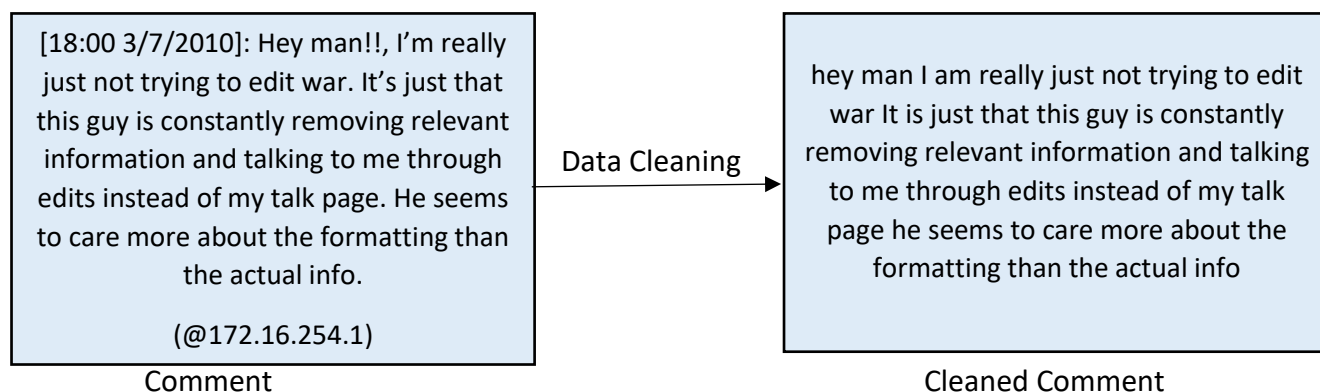 [18:00 3/7/2010]: Hey man!!, I’m really
just not trying to edit war. It’s just that
this guy is constantly removing relevant
information and talking to me through
edits instead of my talk page. He seems
to care more about the formatting than
the actual info.
(@172.16.254.1)
Comment
Data Cleaning
hey man I am really just not trying to edit
war It is just that this guy is constantly
removing relevant information and talking
to me through edits instead of my talk
page he seems to care more about the
formatting than the actual info
Cleaned Comment